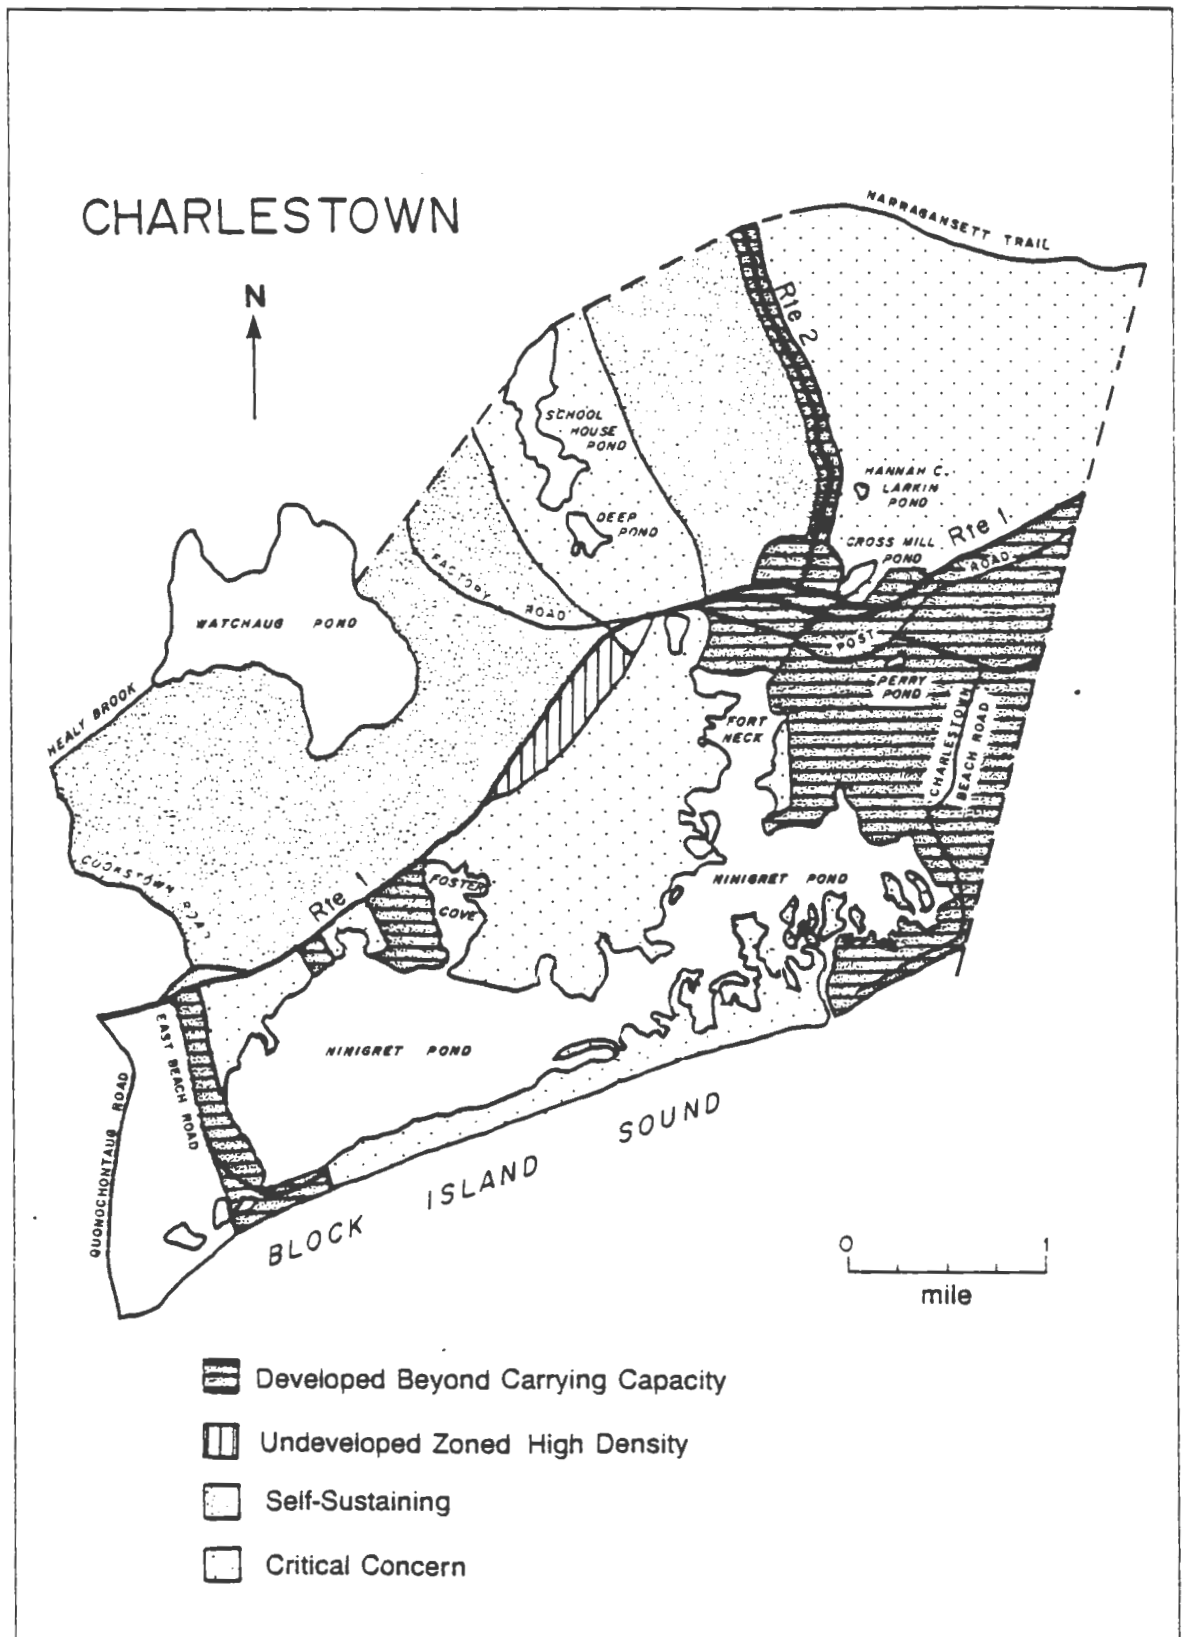 CHARLESTOWN
N
NARRAGANSETT TRAIL
Rte 2
SCHOOL
HOUSE
POND
HANNAH C.
LARKIN
POND
DEEP
POND
CROSS MILL
POND
Rte 1
ROAD
FACTORY ROAD
POST
WATCHAUG POND
HEALY BROOK
PERRY
POND
FORT
NECK
CHARLESTOWN
BEACH ROAD
ROAD
Rte 1
FOSTER
COVE
NINIGRET POND
EAST BEACH ROAD
NINIGRET POND
QUONOCHONTAUG ROAD
BLOCK ISLAND SOUND
0 1
mile
Developed Beyond Carrying Capacity
Undeveloped Zoned High Density
Self-Sustaining
Critical Concern